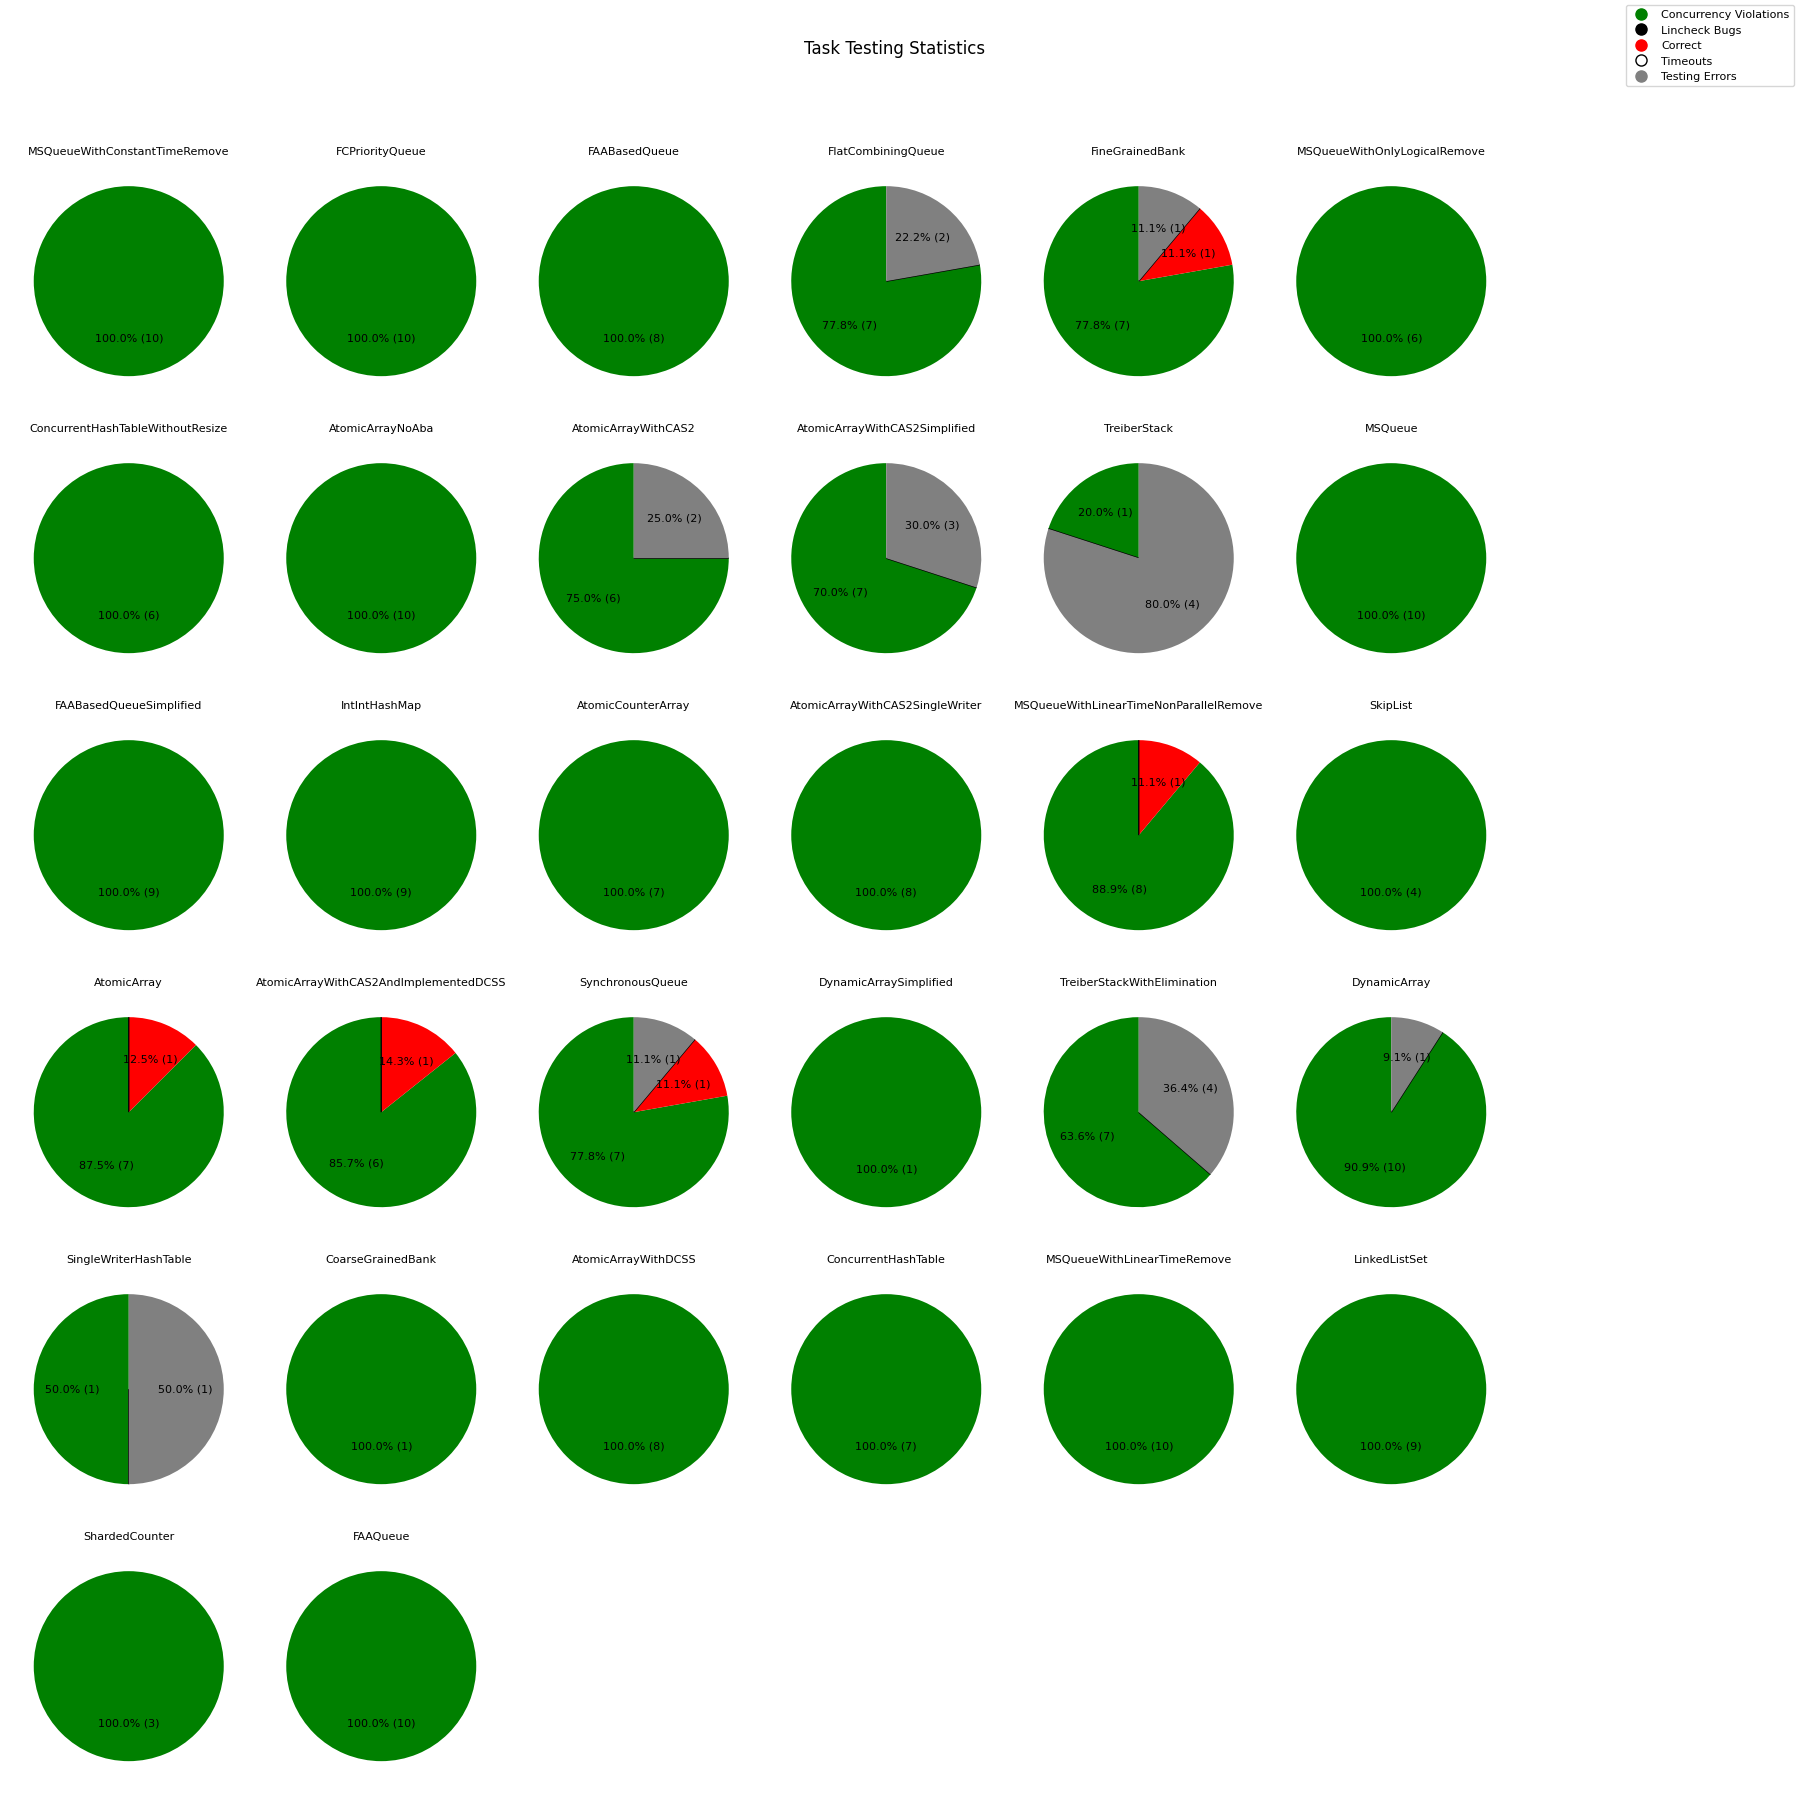 Concurrency Violations
Lincheck Bugs
Correct
Timeouts
Testing Errors
Task Testing Statistics
MSQueueWithConstantTimeRemove
100.0% (10)
FCPriorityQueue
100.0% (10)
FAABasedQueue
100.0% (8)
FlatCombiningQueue
22.2% (2)
77.8% (7)
FineGrainedBank
11.1% (1)
11.1% (1)
77.8% (7)
MSQueueWithOnlyLogicalRemove
100.0% (6)
ConcurrentHashTableWithoutResize
100.0% (6)
AtomicArrayNoAba
100.0% (10)
AtomicArrayWithCAS2
25.0% (2)
75.0% (6)
AtomicArrayWithCAS2Simplified
30.0% (3)
70.0% (7)
TreiberStack
20.0% (1)
80.0% (4)
MSQueue
100.0% (10)
FAABasedQueueSimplified
100.0% (9)
IntIntHashMap
100.0% (9)
AtomicCounterArray
100.0% (7)
AtomicArrayWithCAS2SingleWriter
100.0% (8)
MSQueueWithLinearTimeNonParallelRemove
11.1% (1)
88.9% (8)
SkipList
100.0% (4)
AtomicArray
12.5% (1)
87.5% (7)
AtomicArrayWithCAS2AndImplementedDCSS
14.3% (1)
85.7% (6)
SynchronousQueue
11.1% (1)
11.1% (1)
77.8% (7)
DynamicArraySimplified
100.0% (1)
TreiberStackWithElimination
36.4% (4)
63.6% (7)
DynamicArray
9.1% (1)
90.9% (10)
SingleWriterHashTable
50.0% (1)
50.0% (1)
CoarseGrainedBank
100.0% (1)
AtomicArrayWithDCSS
100.0% (8)
ConcurrentHashTable
100.0% (7)
MSQueueWithLinearTimeRemove
100.0% (10)
LinkedListSet
100.0% (9)
ShardedCounter
100.0% (3)
FAAQueue
100.0% (10)